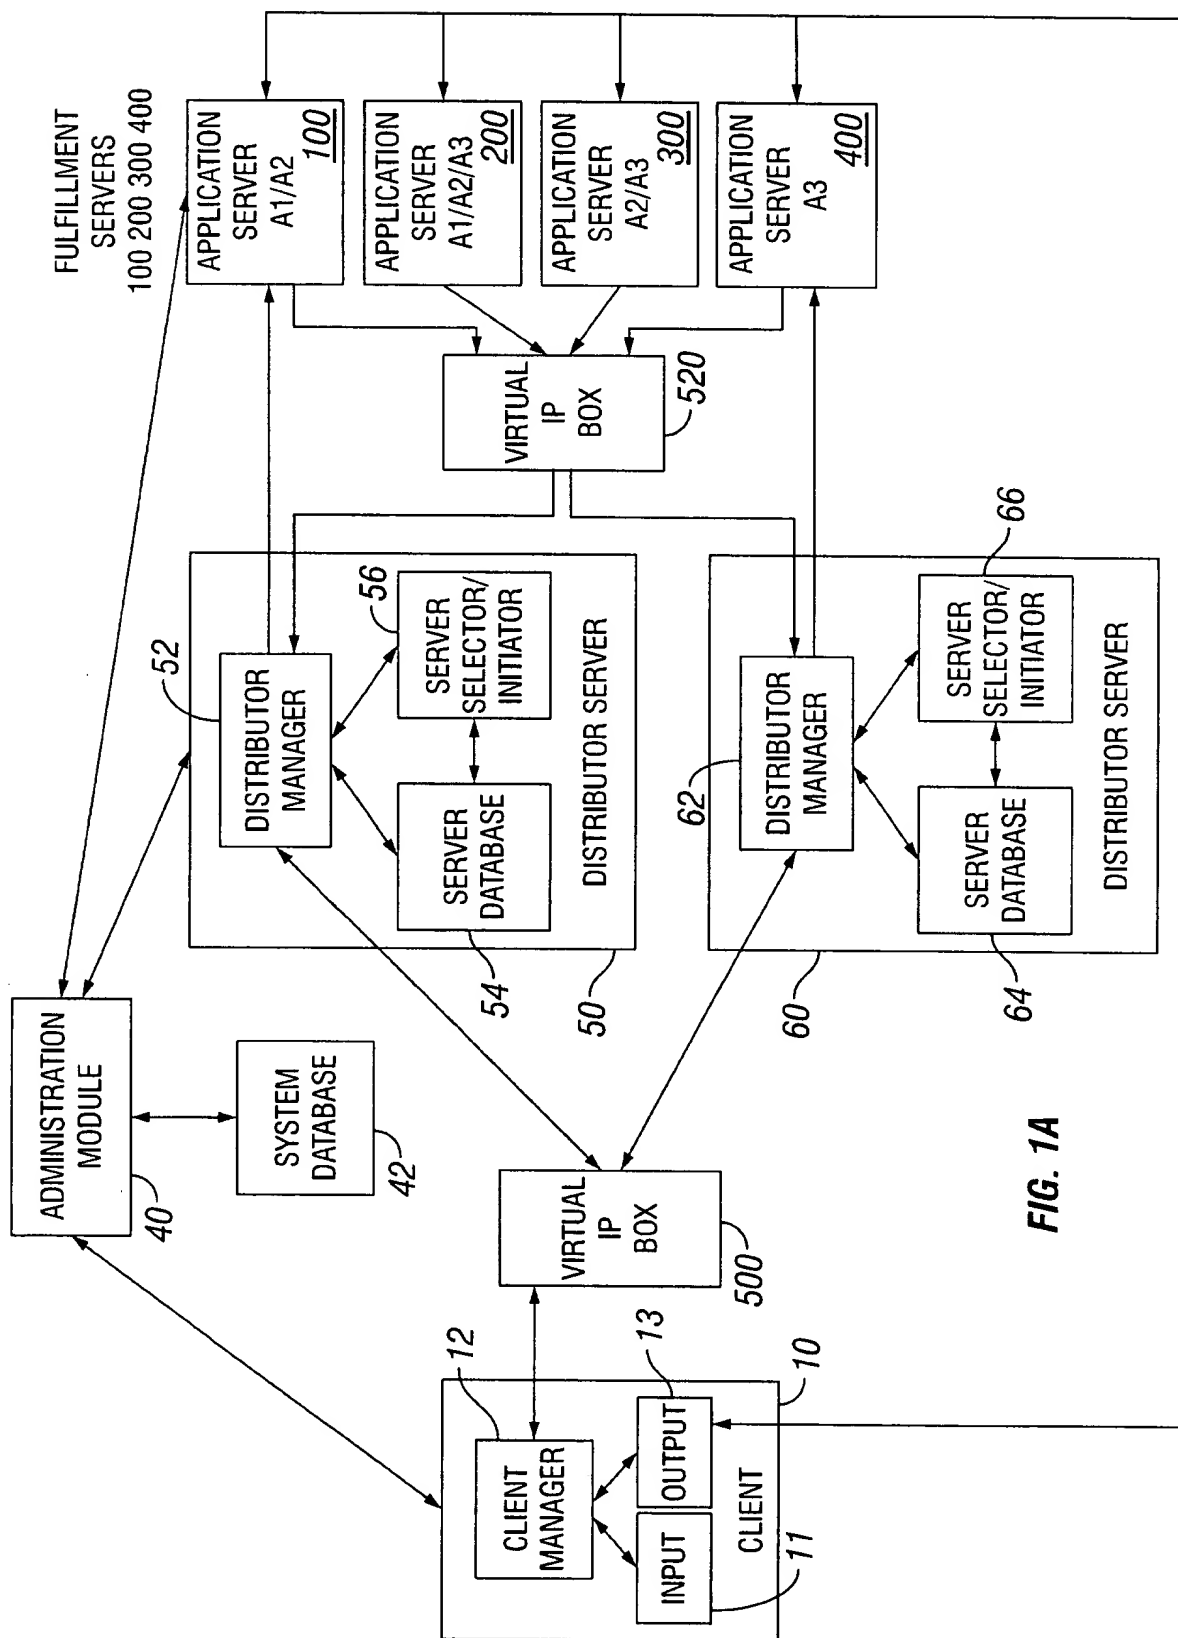 FULFILLMENT
SERVERS
100 200 300 400
ADMINISTRATION
MODULE
40
SYSTEM
DATABASE
42
APPLICATION
SERVER
A1/A2
100
APPLICATION
SERVER
A1/A2/A3
200
APPLICATION
SERVER
A2/A3
300
APPLICATION
SERVER
A3
400
VIRTUAL
IP
BOX
520
52
DISTRIBUTOR
MANAGER
56
SERVER
SELECTOR/
INITIATOR
SERVER
DATABASE
54
DISTRIBUTOR SERVER
50
62
DISTRIBUTOR
MANAGER
66
SERVER
SELECTOR/
INITIATOR
SERVER
DATABASE
64
DISTRIBUTOR SERVER
60
VIRTUAL
IP
BOX
500
12
CLIENT
MANAGER
13
OUTPUT
INPUT
11
CLIENT
10
FIG. 1A